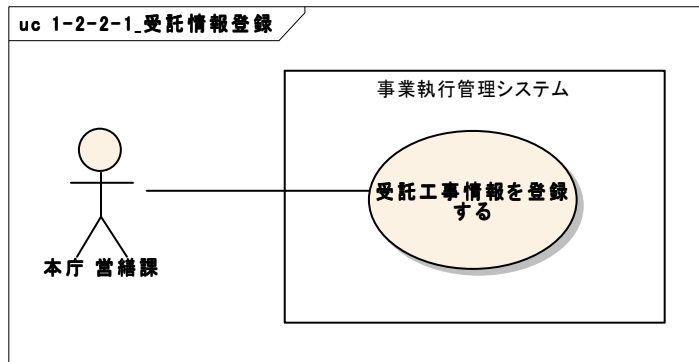 uc 1-2-2-1_受託情報登録
事業執行管理システム
受託工事情報を登録
する
本庁 営繕課